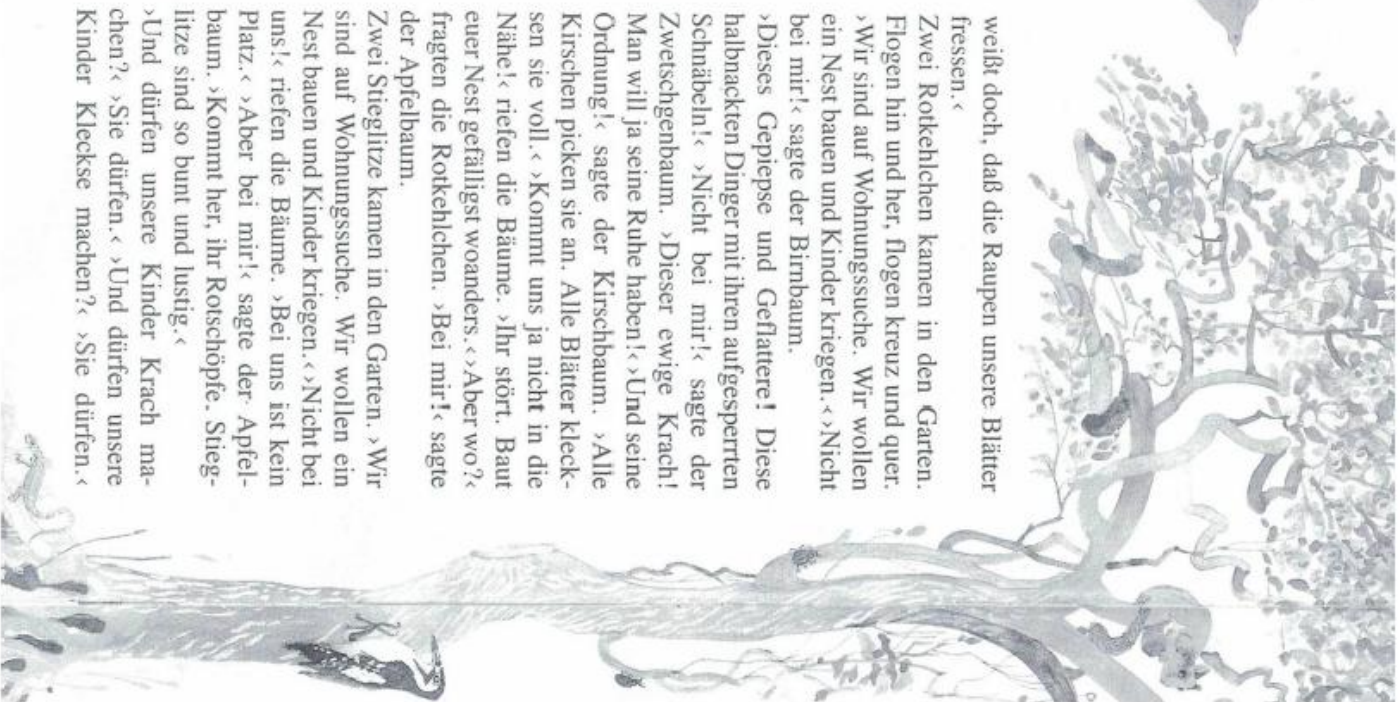 weißt doch, daß die Raupen unsere Blätter
fressen.‹
Zwei Rotkehlchen kamen in den Garten.
Flogen hin und her, flogen kreuz und quer.
›Wir sind auf Wohnungssuche. Wir wollen
ein Nest bauen und Kinder kriegen.‹ ›Nicht
bei mir!‹ sagte der Birnbaum.
›Dieses Gepiepse und Geflattere! Diese
halbnackten Dinger mit ihren aufgesperrten
Schnäbeln!‹ ›Nicht bei mir!‹ sagte der
Zwetschgenbaum. ›Dieser ewige Krach!
Man will ja seine Ruhe haben!‹ ›Und seine
Ordnung!‹ sagte der Kirschbaum. ›Alle
Kirschen picken sie an. Alle Blätter kleck-
sen sie voll.‹ ›Kommt uns ja nicht in die
Nähe!‹ riefen die Bäume. ›Ihr stört. Baut
euer Nest gefälligst woanders.‹ ›Aber wo?‹
fragten die Rotkehlchen. ›Bei mir!‹ sagte
der Apfelbaum.
Zwei Stieglitze kamen in den Garten. ›Wir
sind auf Wohnungssuche. Wir wollen ein
Nest bauen und Kinder kriegen.‹ ›Nicht bei
uns!‹ riefen die Bäume. ›Bei uns ist kein
Platz.‹ ›Aber bei mir!‹ sagte der Apfel-
baum. ›Kommt her, ihr Rotschöpfe. Stieg-
litze sind so bunt und lustig.‹
›Und dürfen unsere Kinder Krach ma-
chen?‹ ›Sie dürfen.‹ ›Und dürfen unsere
Kinder Kleckse machen?‹ ›Sie dürfen.‹